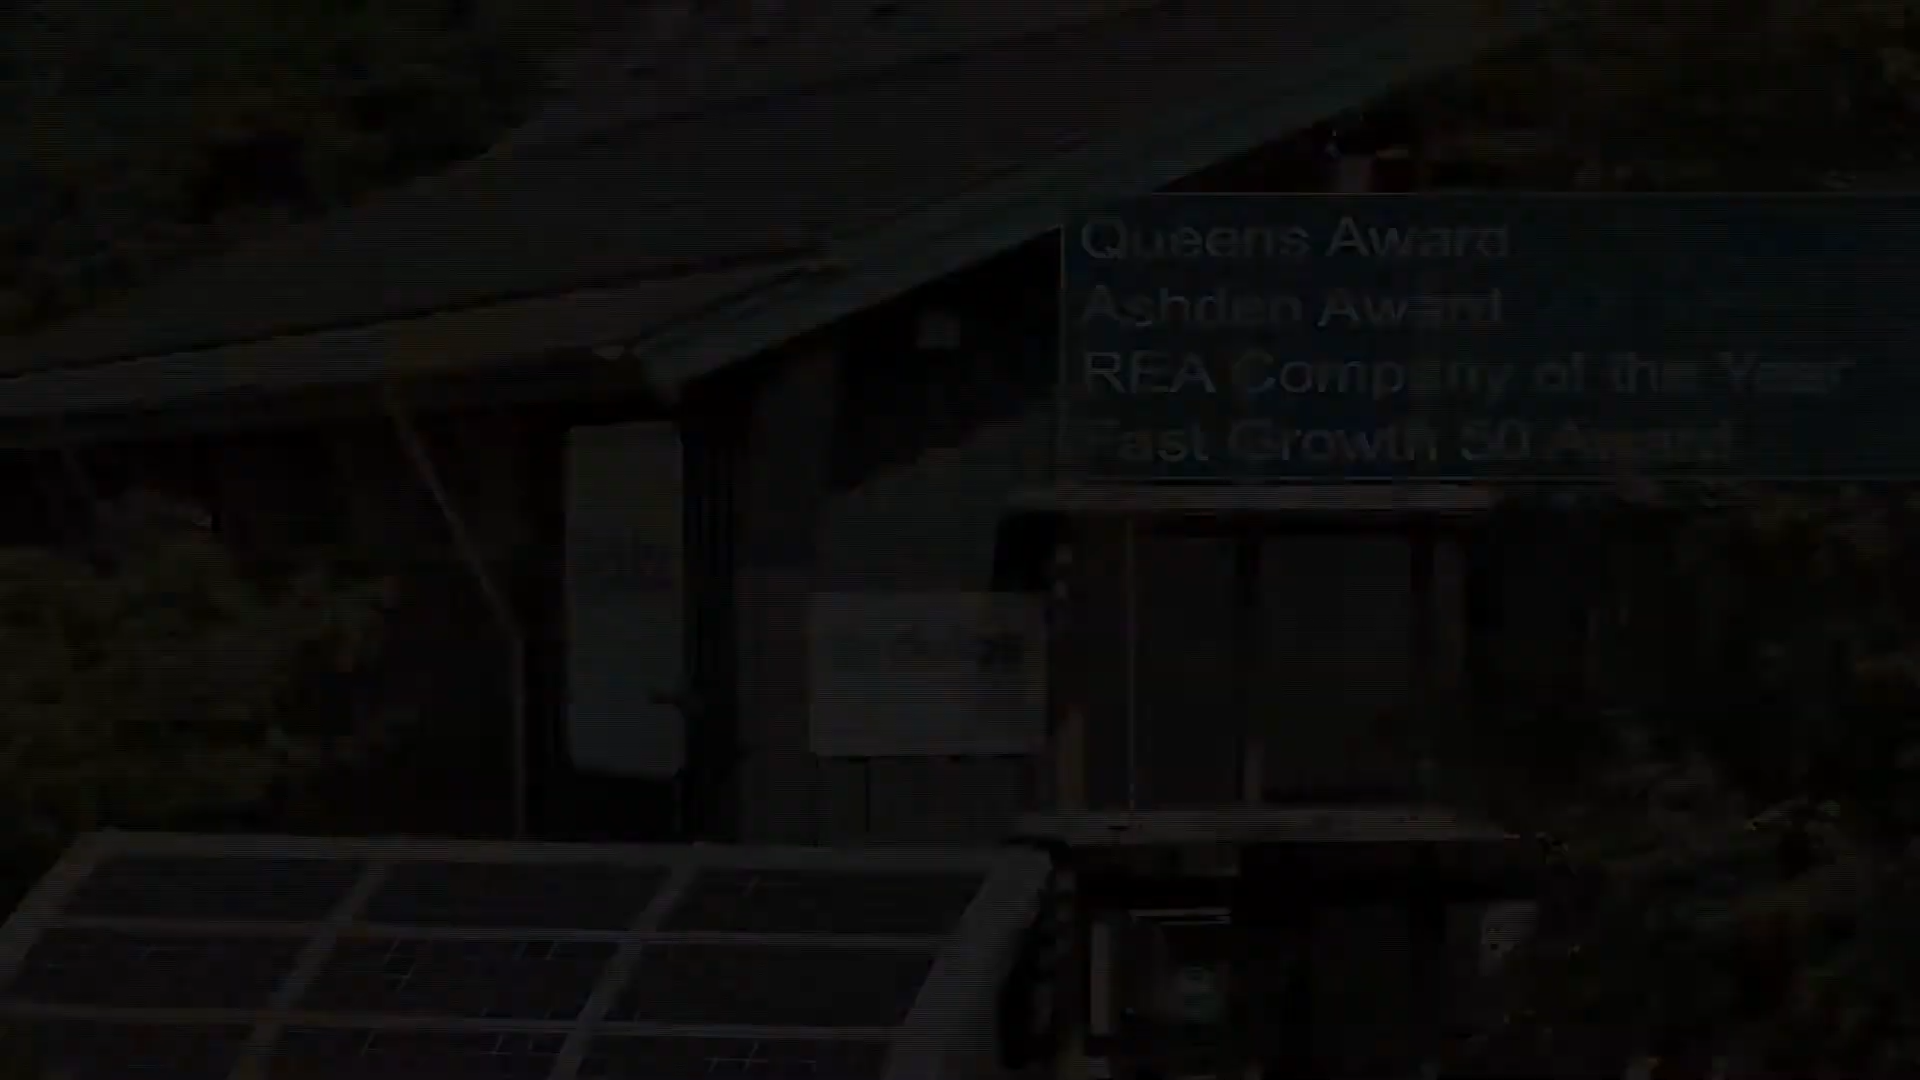 Queens Award
Ashden Award
REA Company of the Year
Fast Growth 50 Award